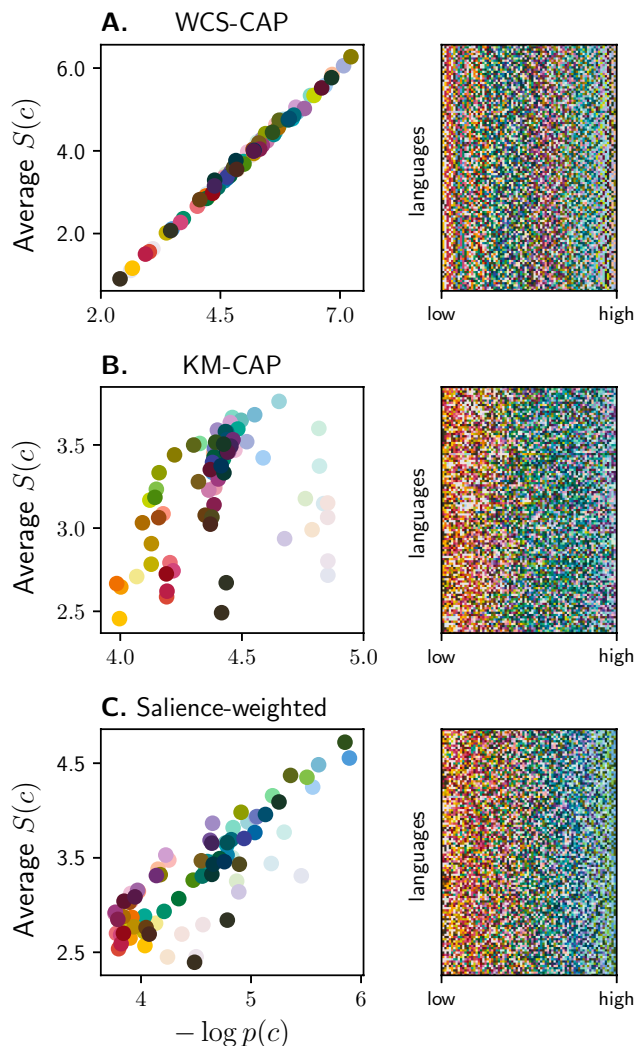 A. WCS-CAP
Average S(c)
6.0
4.0
2.0
2.0 4.5 7.0
languages
low high
B. KM-CAP
Average S(c)
3.5
3.0
2.5
4.0 4.5 5.0
languages
low high
C. Salience-weighted
Average S(c)
4.5
3.5
2.5
4 5 6
− log p(c)
languages
low high